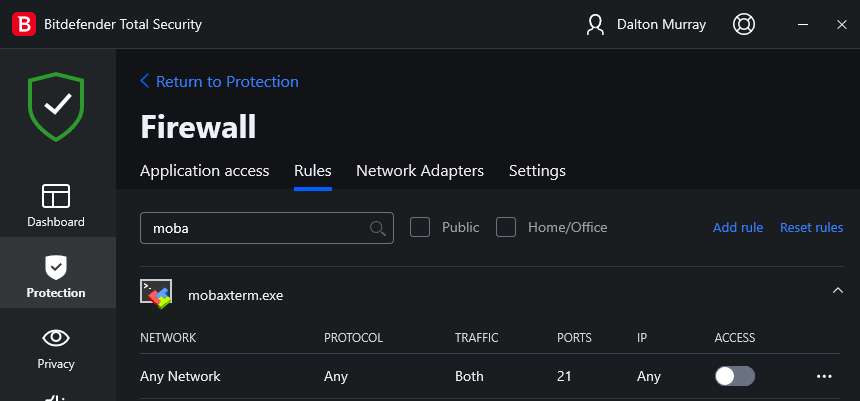 B Bitdefender Total Security
Dalton Murray
Return to Protection
Firewall
Application access Rules Network Adapters Settings
moba
Public
Home/Office
Add rule Reset rules
Dashboard
Protection
Privacy
>_
mobaxterm.exe
NETWORK PROTOCOL TRAFFIC PORTS IP ACCESS
Any Network Any Both 21 Any